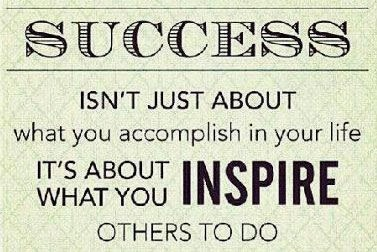 SUCCESS
ISN'T JUST ABOUT
what you accomplish in your life
IT'S ABOUT
WHAT YOU INSPIRE
OTHERS TO DO